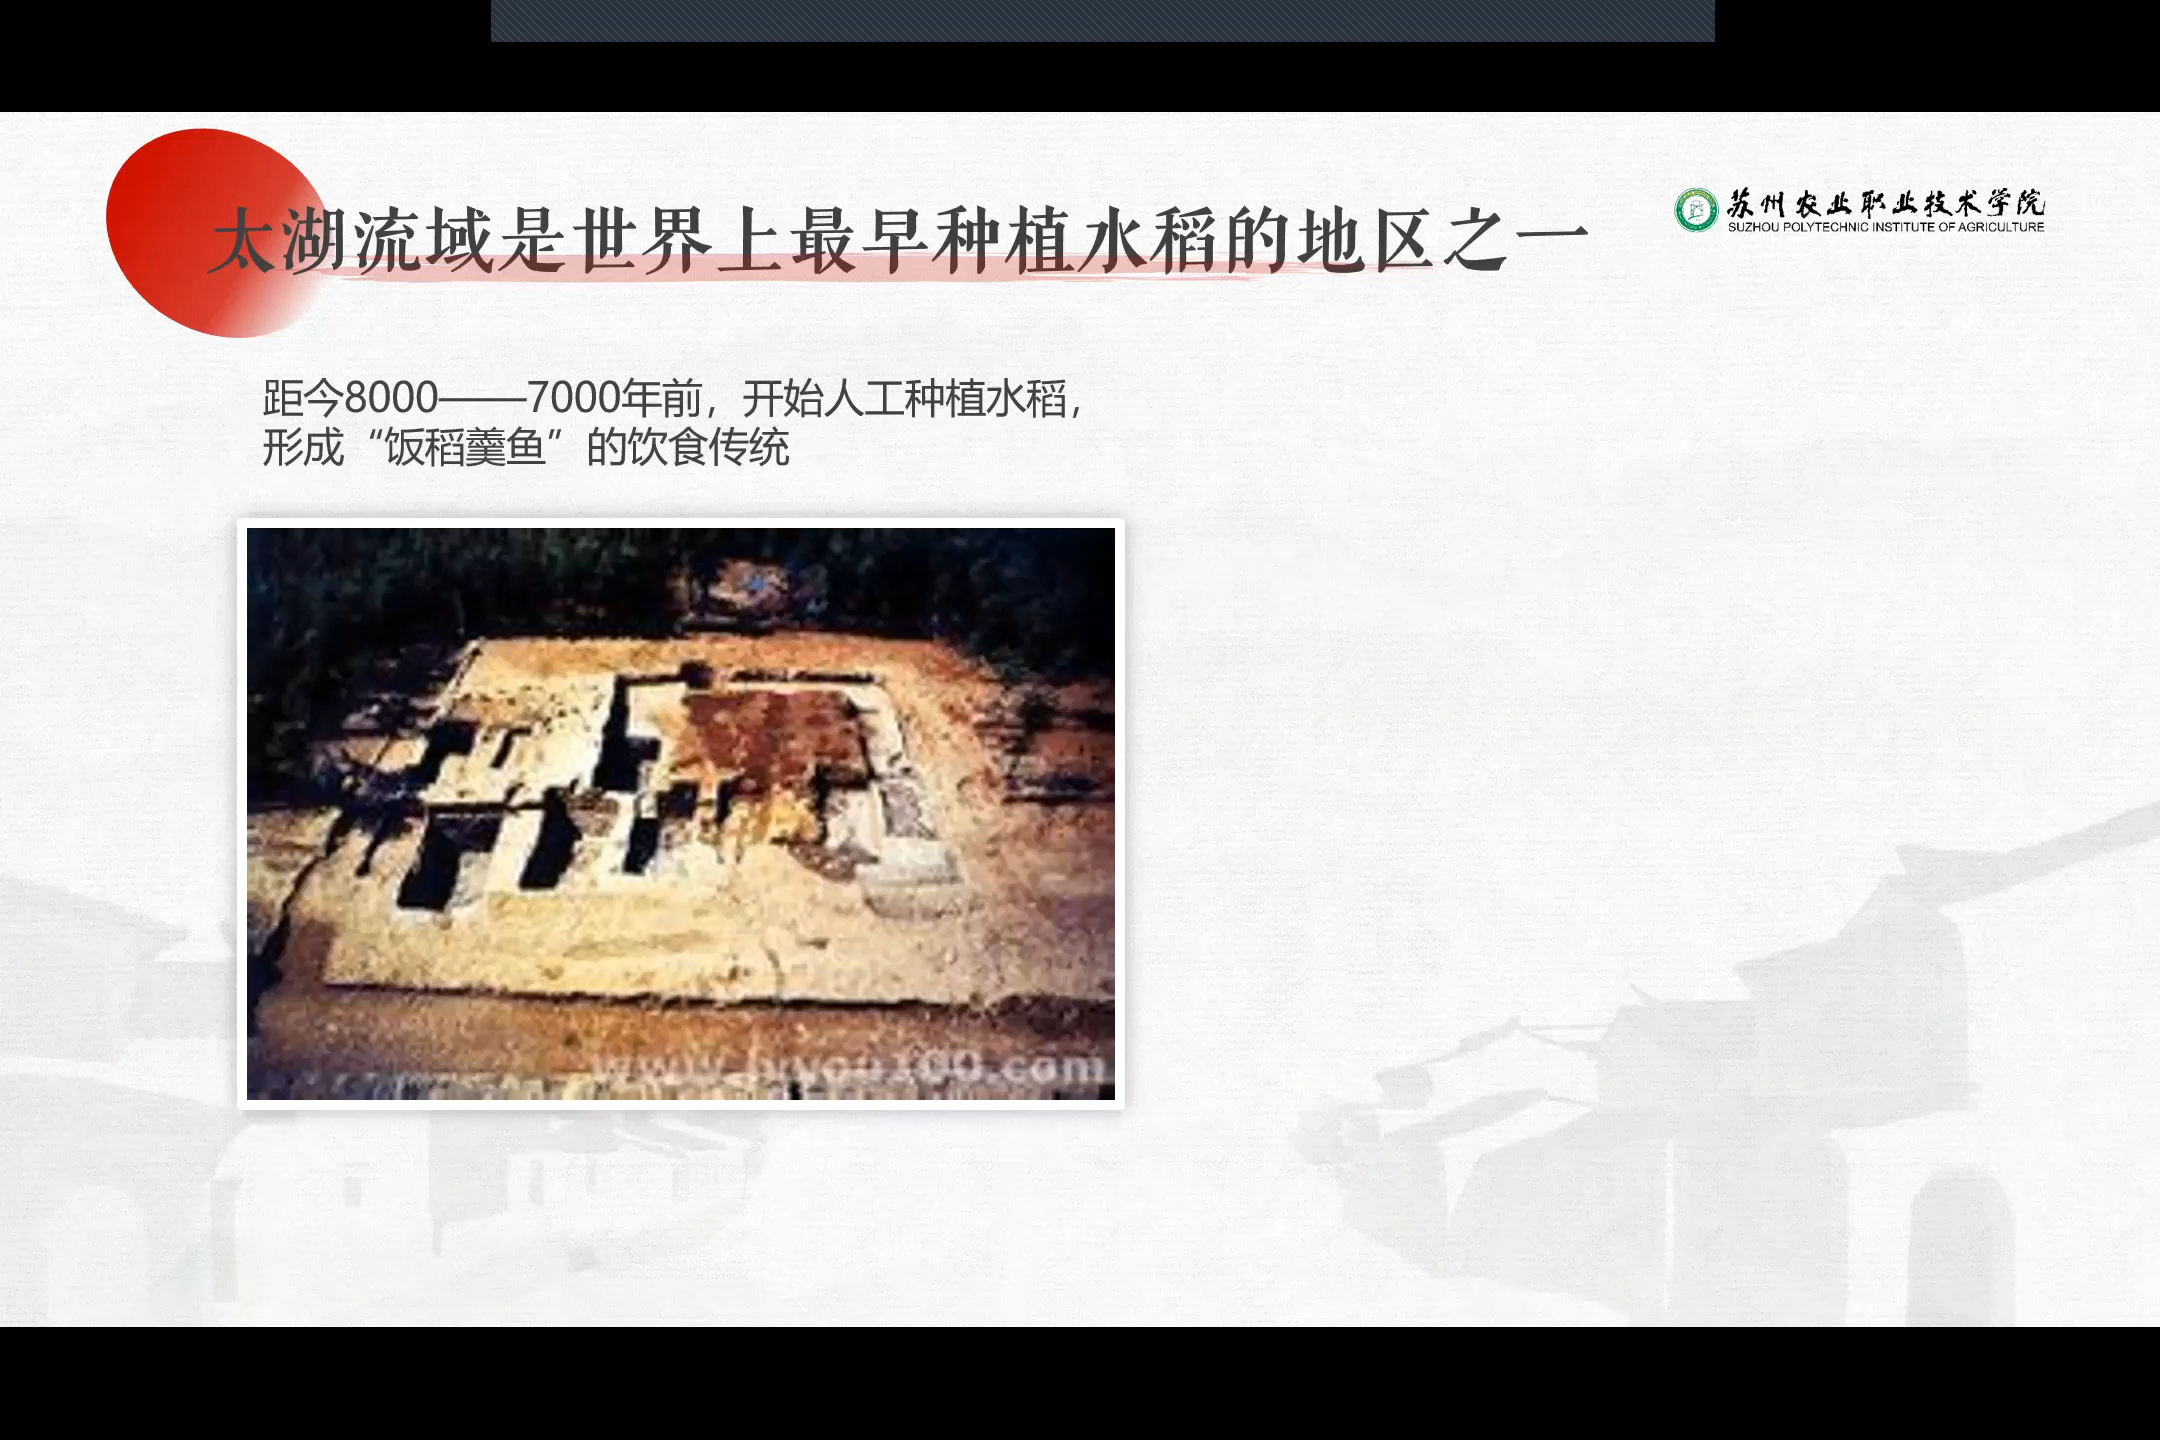 太湖流域是世界上最早种植水稻的地区之一
苏州农业职业技术学院
SUZHOU POLYTECHNIC INSTITUTE OF AGRICULTURE
距今8000——7000年前，开始人工种植水稻，
形成“饭稻羹鱼”的饮食传统